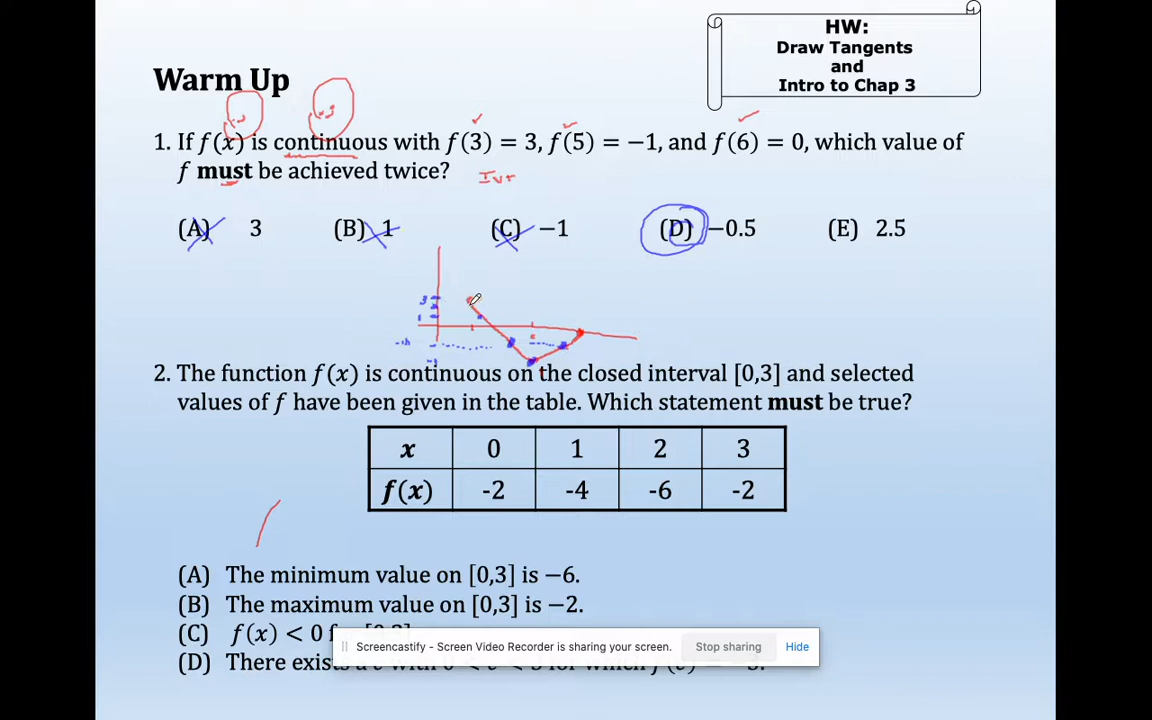 HW:
Draw Tangents
and
Intro to Chap 3
Warm Up
1. If f(x) is continuous with f(3) = 3, f(5) = −1, and f(6) = 0, which value of
f must be achieved twice?
IVT
(A) 3 (B) 1 (C) −1 (D) −0.5 (E) 2.5
3
1
-1
2. The function f(x) is continuous on the closed interval [0,3] and selected
values of f have been given in the table. Which statement must be true?
x 0 1 2 3
f(x) -2 -4 -6 -2
(A) The minimum value on [0,3] is −6.
(B) The maximum value on [0,3] is −2.
(C) f(x) < 0
Screencastify - Screen Video Recorder is sharing your screen. Stop sharing Hide
(D) There exists